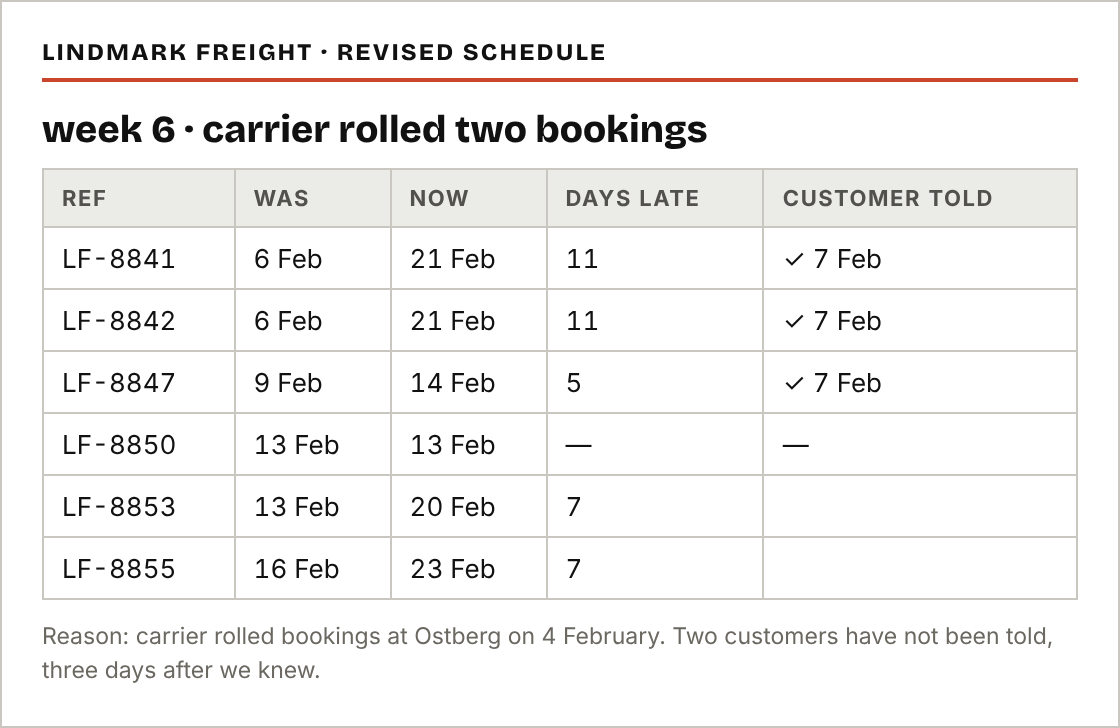 LINDMARK FREIGHT · REVISED SCHEDULE
week 6 · carrier rolled two bookings
REF WAS NOW DAYS LATE CUSTOMER TOLD
LF-8841 6 Feb 21 Feb 11 ✓ 7 Feb
LF-8842 6 Feb 21 Feb 11 ✓ 7 Feb
LF-8847 9 Feb 14 Feb 5 ✓ 7 Feb
LF-8850 13 Feb 13 Feb — —
LF-8853 13 Feb 20 Feb 7
LF-8855 16 Feb 23 Feb 7
Reason: carrier rolled bookings at Ostberg on 4 February. Two customers have not been told,
three days after we knew.